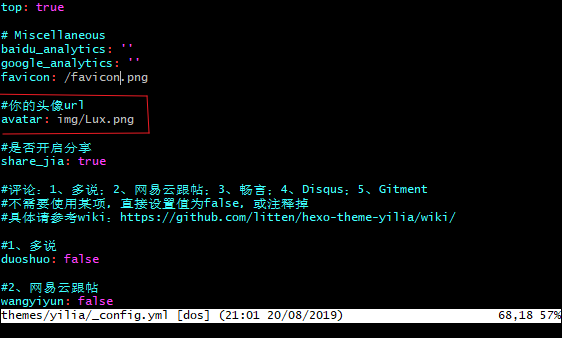 top: true
# Miscellaneous
baidu_analytics: ''
google_analytics: ''
favicon: /favicon.png
#你的头像url
avatar: img/Lux.png
#是否开启分享
share_jia: true
#评论：1、多说；2、网易云跟帖；3、畅言；4、Disqus；5、Gitment
#不需要使用某项，直接设置值为false，或注释掉
#具体请参考wiki：https://github.com/litten/hexo-theme-yilia/wiki/
#1、多说
duoshuo: false
#2、网易云跟帖
wangyiyun: false
themes/yilia/_config.yml [dos] (21:01 20/08/2019) 68,18 57%